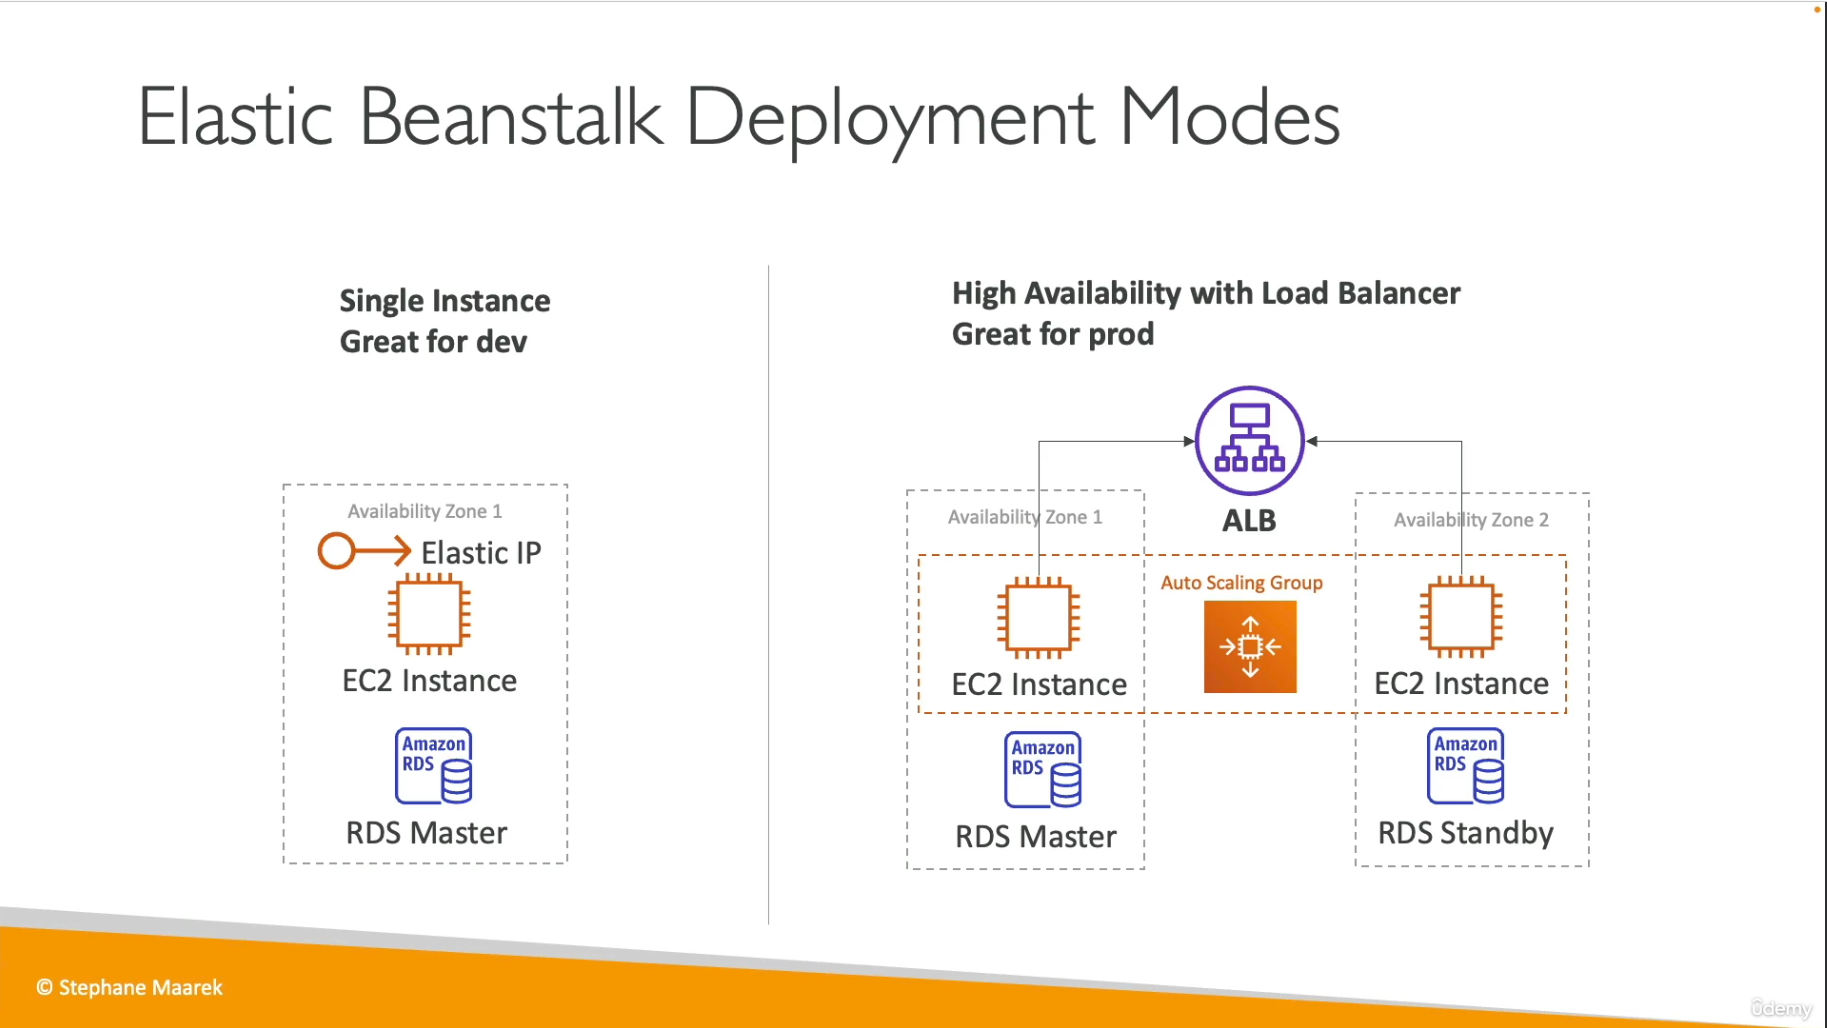 Elastic Beanstalk Deployment Modes
Single Instance
Great for dev
Availability Zone 1
Elastic IP
EC2 Instance
Amazon
RDS
RDS Master
High Availability with Load Balancer
Great for prod
ALB
Availability Zone 1
Availability Zone 2
Auto Scaling Group
EC2 Instance
EC2 Instance
Amazon
RDS
RDS Master
Amazon
RDS
RDS Standby
© Stephane Maarek
ûdemy